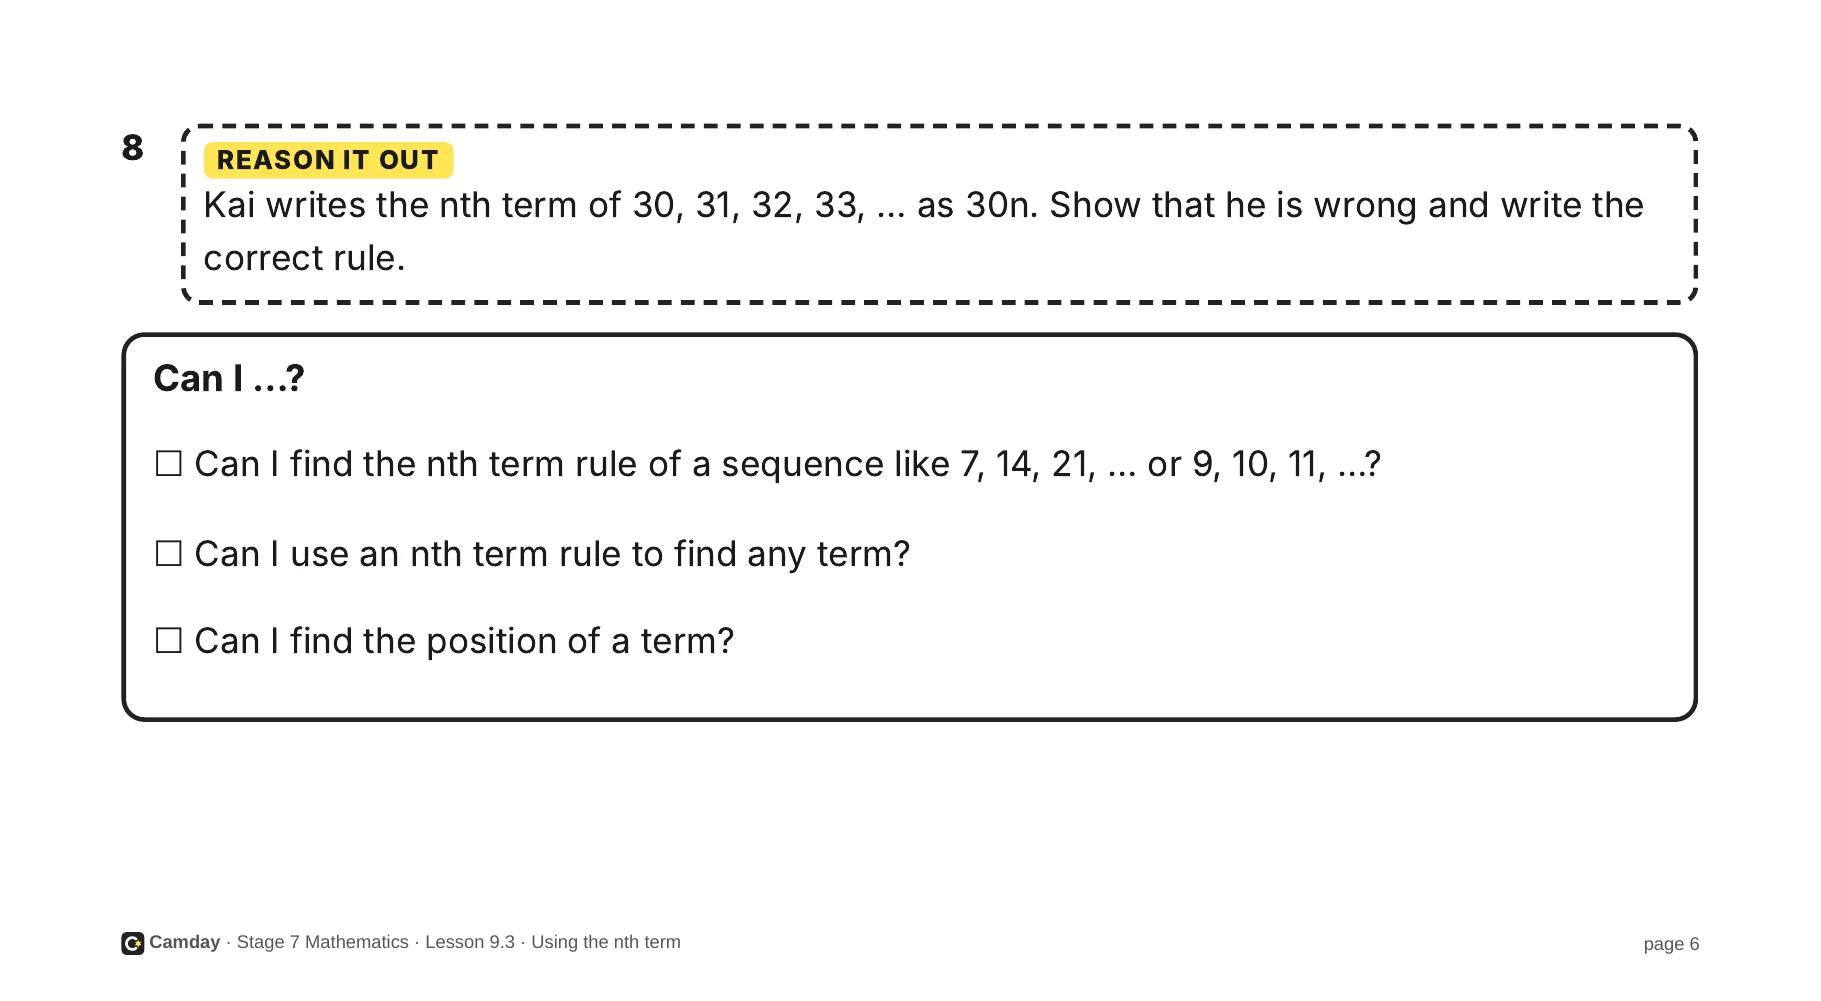 8
REASON IT OUT
Kai writes the nth term of 30, 31, 32, 33, ... as 30n. Show that he is wrong and write the
correct rule.
Can I ...?
☐ Can I find the nth term rule of a sequence like 7, 14, 21, ... or 9, 10, 11, ...?
☐ Can I use an nth term rule to find any term?
☐ Can I find the position of a term?
Camday · Stage 7 Mathematics · Lesson 9.3 · Using the nth term
page 6